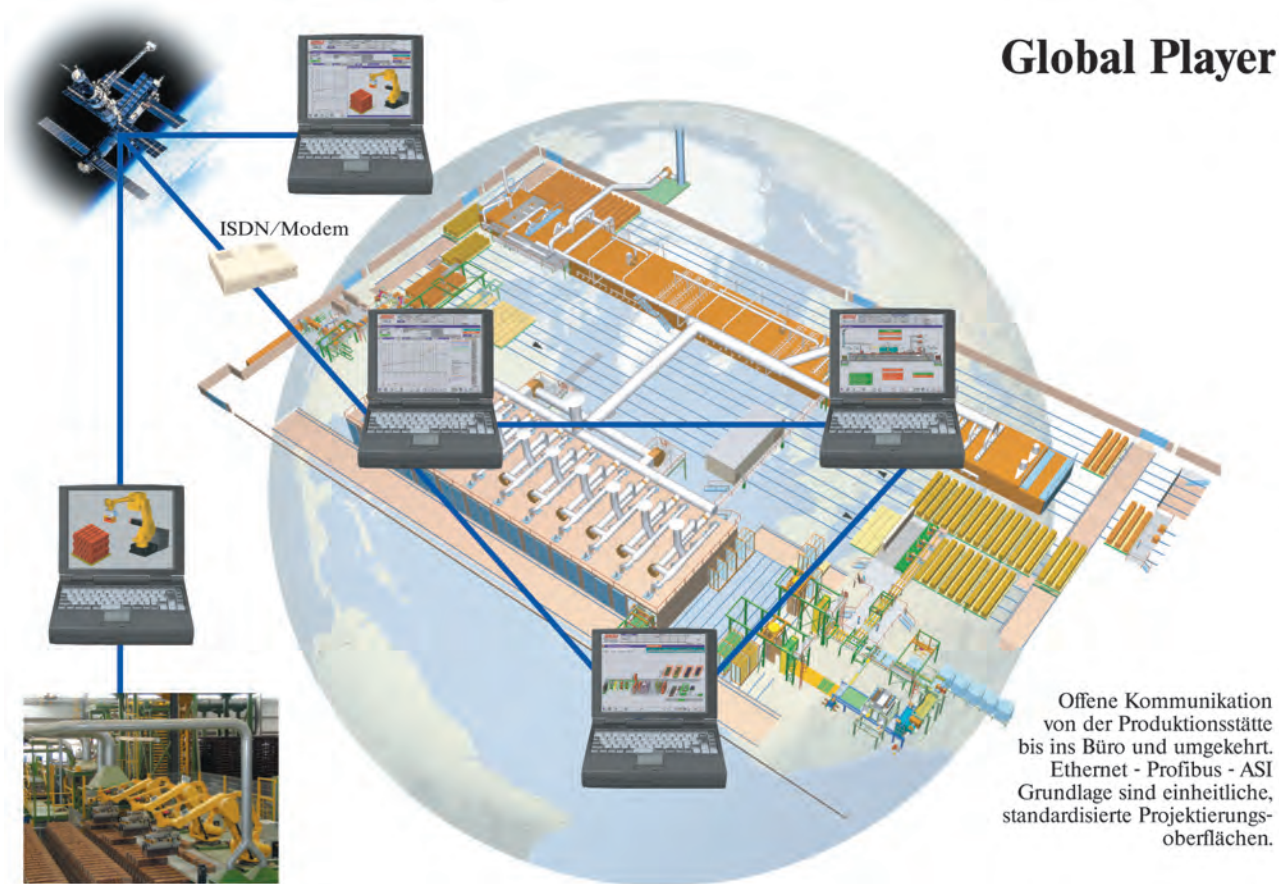 Global Player
ISDN/Modem
Offene Kommunikation
von der Produktionsstätte
bis ins Büro und umgekehrt.
Ethernet - Profibus - ASI
Grundlage sind einheitliche,
standardisierte Projektierungs-
oberflächen.